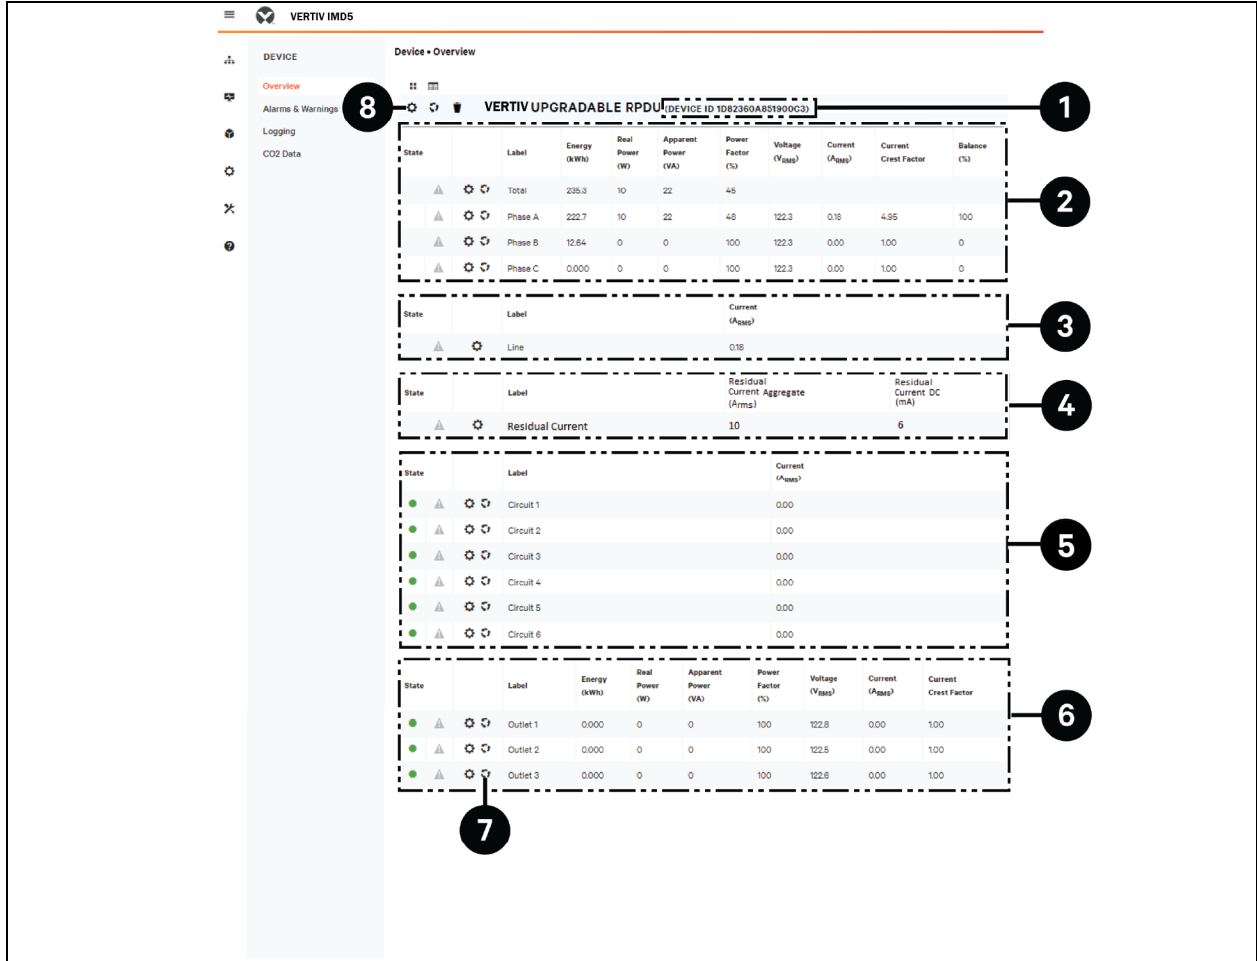 VERTIV IMD5
DEVICE
Overview
Alarms & Warnings
Logging
CO2 Data
Device • Overview
8
VERTIV UPGRADABLE RPDU (DEVICE ID 1D82360A851900C3)
1
State Label Energy (kWh) Real Power (W) Apparent Power (VA) Power Factor (%) Voltage (VRMS) Current (ARMS) Current Crest Factor Balance (%)
Total 235.3 10 22 45
Phase A 222.7 10 22 48 122.3 0.18 4.95 100
Phase B 12.64 0 0 100 122.3 0.00 1.00 0
Phase C 0.000 0 0 100 122.3 0.00 1.00 0
2
State Label Current (ARMS)
Line 0.18
3
State Label Residual Current Aggregate (Arms) Residual Current DC (mA)
Residual Current 10 6
4
State Label Current (ARMS)
Circuit 1 0.00
Circuit 2 0.00
Circuit 3 0.00
Circuit 4 0.00
Circuit 5 0.00
Circuit 6 0.00
5
State Label Energy (kWh) Real Power (W) Apparent Power (VA) Power Factor (%) Voltage (VRMS) Current (ARMS) Current Crest Factor
Outlet 1 0.000 0 0 100 122.8 0.00 1.00
Outlet 2 0.000 0 0 100 122.5 0.00 1.00
Outlet 3 0.000 0 0 100 122.6 0.00 1.00
6
7